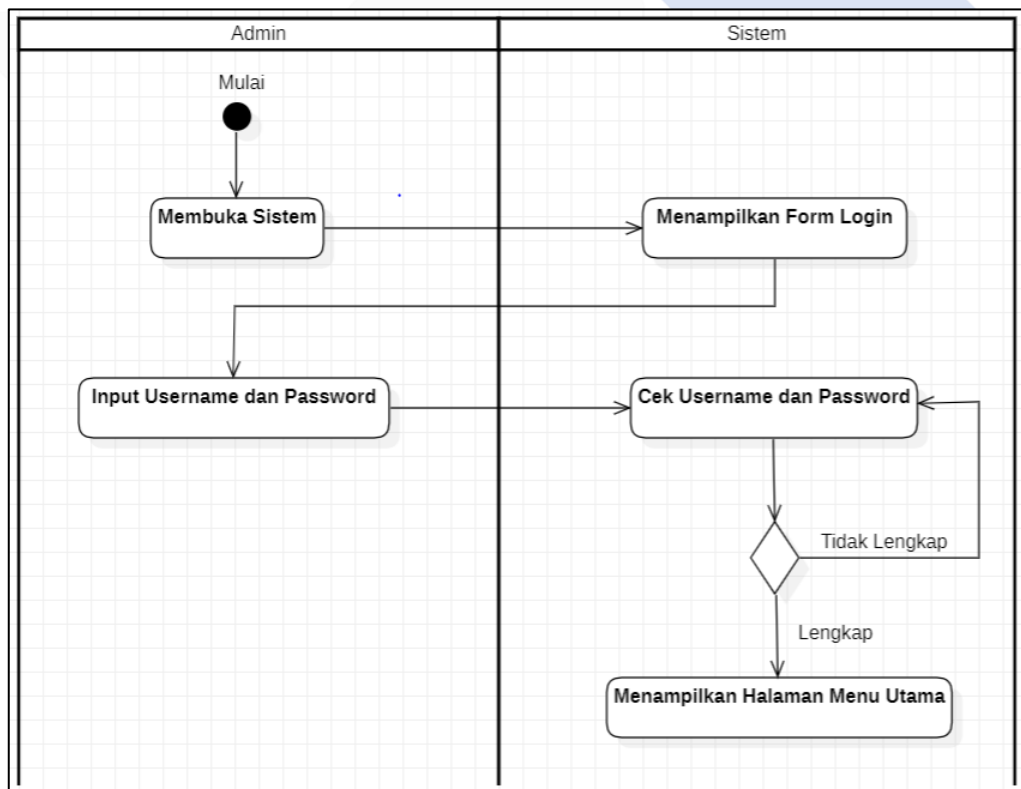 Admin
Sistem
Mulai
Membuka Sistem
Menampilkan Form Login
Input Username dan Password
Cek Username dan Password
Tidak Lengkap
Lengkap
Menampilkan Halaman Menu Utama